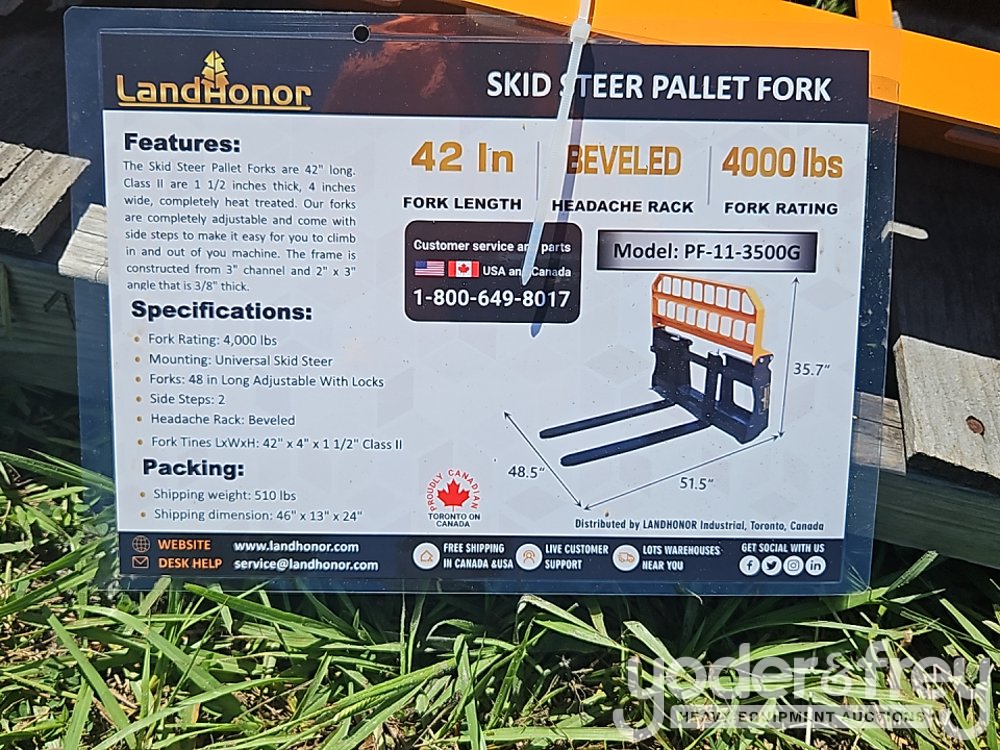 LandHonor
SKID STEER PALLET FORK
Features:
The Skid Steer Pallet Forks are 42" long.
Class II are 1 1/2 inches thick, 4 inches
wide, completely heat treated. Our forks
are completely adjustable and come with
side steps to make it easy for you to climb
in and out of you machine. The frame is
constructed from 3" channel and 2" x 3"
angle that is 3/8" thick.
42 In
FORK LENGTH
BEVELED
HEADACHE RACK
4000 lbs
FORK RATING
Customer service and parts
USA and Canada
1-800-649-8017
Model: PF-11-3500G
35.7"
48.5"
51.5"
Specifications:
• Fork Rating: 4,000 lbs
• Mounting: Universal Skid Steer
• Forks: 48 in Long Adjustable With Locks
• Side Steps: 2
• Headache Rack: Beveled
• Fork Tines LxWxH: 42" x 4" x 1 1/2" Class II
Packing:
• Shipping weight: 510 lbs
• Shipping dimension: 46" x 13" x 24"
PROUDLY CANADIAN
TORONTO ON
CANADA
Distributed by LANDHONOR Industrial, Toronto, Canada
WEBSITE www.landhonor.com
DESK HELP service@landhonor.com
FREE SHIPPING
IN CANADA &USA
LIVE CUSTOMER
SUPPORT
LOTS WAREHOUSES
NEAR YOU
GET SOCIAL WITH US
yoder&frey
HEAVY EQUIPMENT AUCTIONS